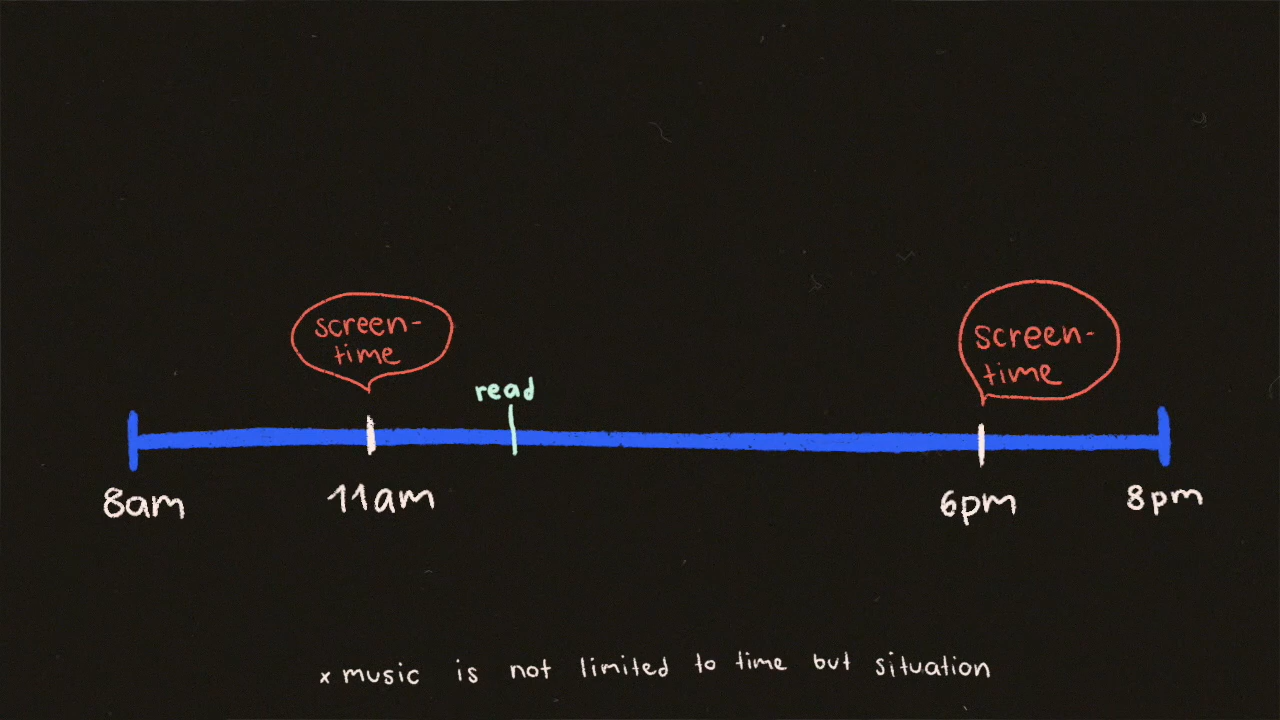 screen-
time
screen-
time
read
8am
11am
6pm
8pm
x music is not limited to time but situation